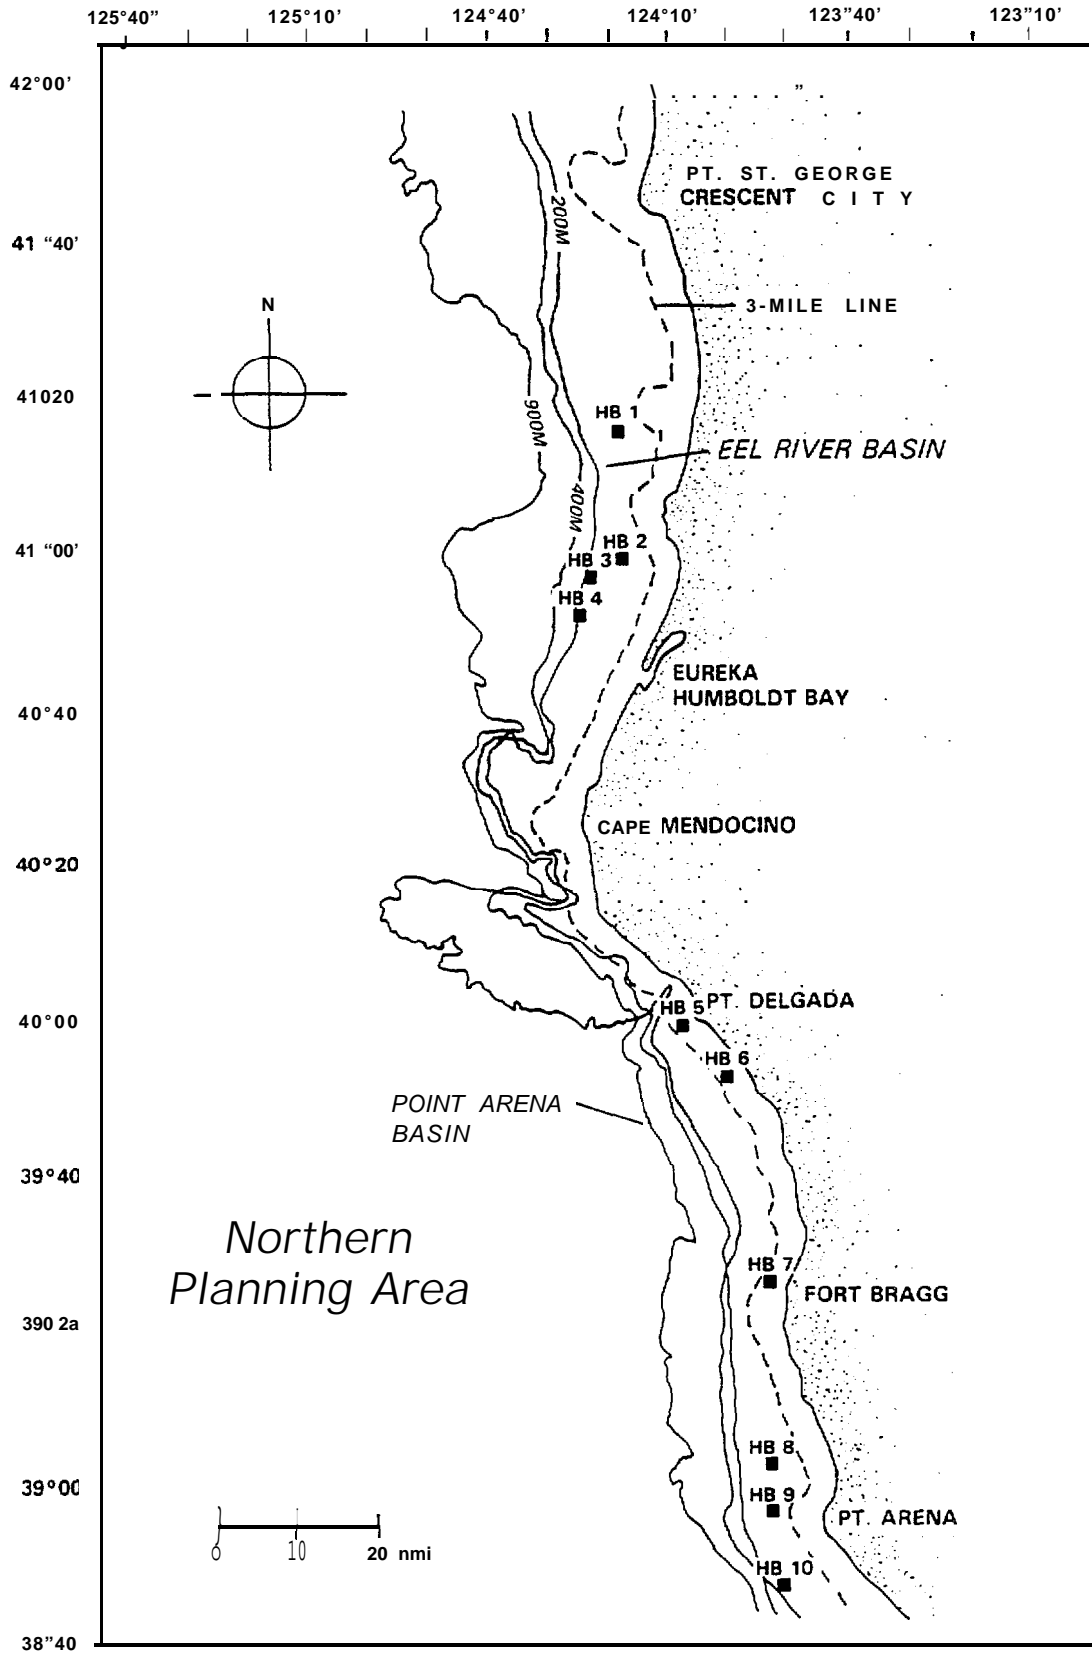 125"40" 125°10' 124"40' 124"10' 123"40' 123"10'
42°00'
PT. ST. GEORGE
CRESCENT CITY
200M
41 "40'
3-MILE LINE
N
41020
HB 1
900M
EEL RIVER BASIN
400M
41 "00'
HB 2
HB 3
HB 4
EUREKA
HUMBOLDT BAY
40°40
CAPE MENDOCINO
40°20
PT. DELGADA
HB 5
40°00
HB 6
POINT ARENA
BASIN
39°40
Northern
Planning Area
HB 7
FORT BRAGG
390 2a
HB 8
39°00
HB 9
PT. ARENA
0 10 20 nmi
HB 10
38"40